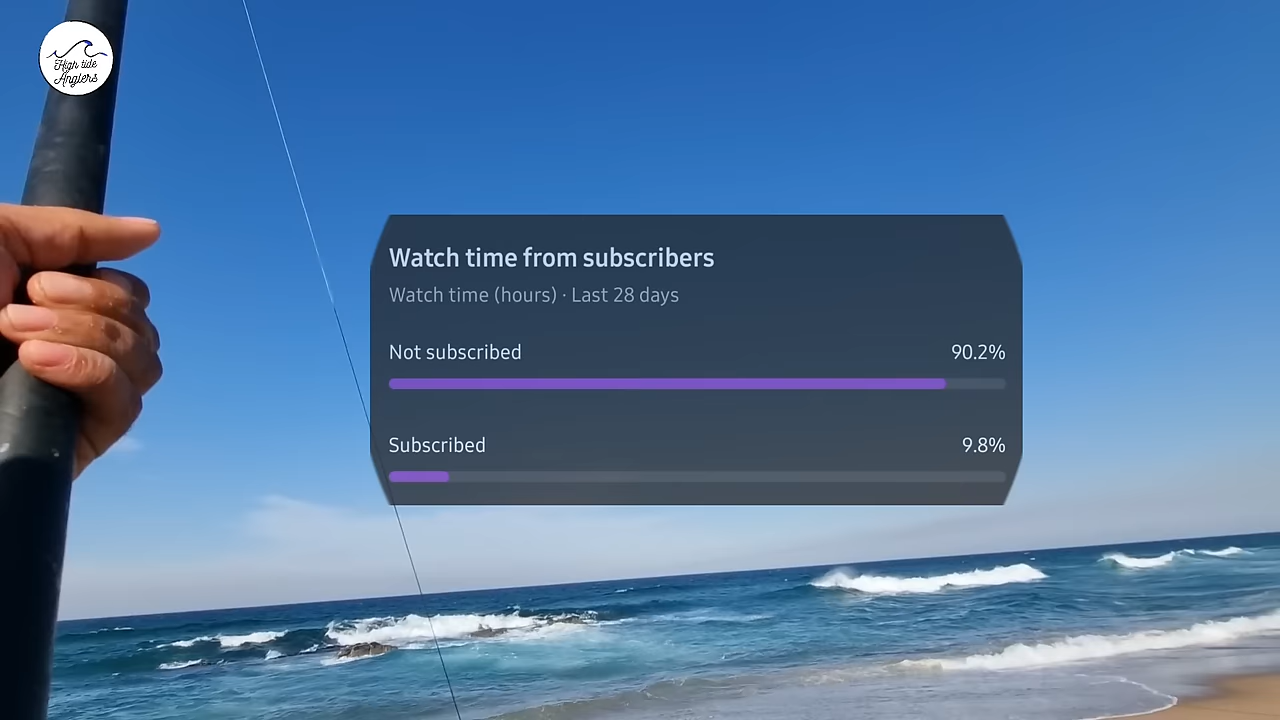 High tide
Anglers
Watch time from subscribers
Watch time (hours) · Last 28 days
Not subscribed 90.2%
Subscribed 9.8%